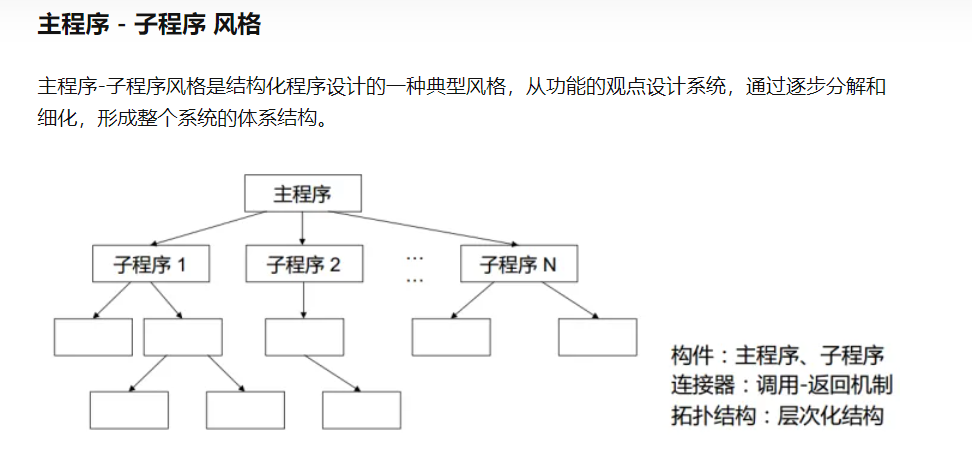 主程序 - 子程序 风格
主程序-子程序风格是结构化程序设计的一种典型风格，从功能的观点设计系统，通过逐步分解和
细化，形成整个系统的体系结构。
主程序
子程序 1
子程序 2
...
...
子程序 N
构件：主程序、子程序
连接器：调用-返回机制
拓扑结构：层次化结构